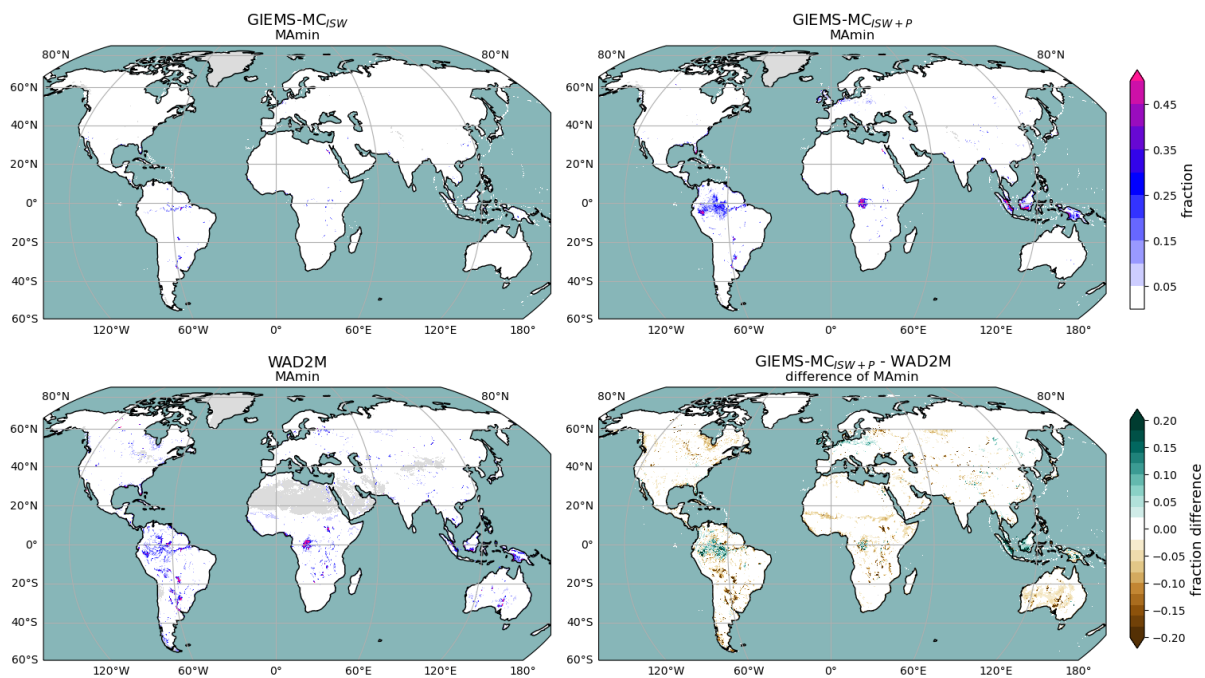 GIEMS-MC_{ISW}
MAmin
GIEMS-MC_{ISW+P}
MAmin
80°N 80°N 80°N 80°N
60°N 60°N
40°N 40°N
20°N 20°N
0° 0°
20°S 20°S
40°S 40°S
60°S 60°S
120°W 60°W 0° 60°E 120°E 180° 120°W 60°W 0° 60°E 120°E 180°
0.45
0.35
0.25
0.15
0.05
fraction
WAD2M
MAmin
GIEMS-MC_{ISW+P} - WAD2M
difference of MAmin
80°N 80°N 80°N 80°N
60°N 60°N
40°N 40°N
20°N 20°N
0° 0°
20°S 20°S
40°S 40°S
60°S 60°S
120°W 60°W 0° 60°E 120°E 180° 120°W 60°W 0° 60°E 120°E 180°
0.20
0.15
0.10
0.05
0.00
−0.05
−0.10
−0.15
−0.20
fraction difference